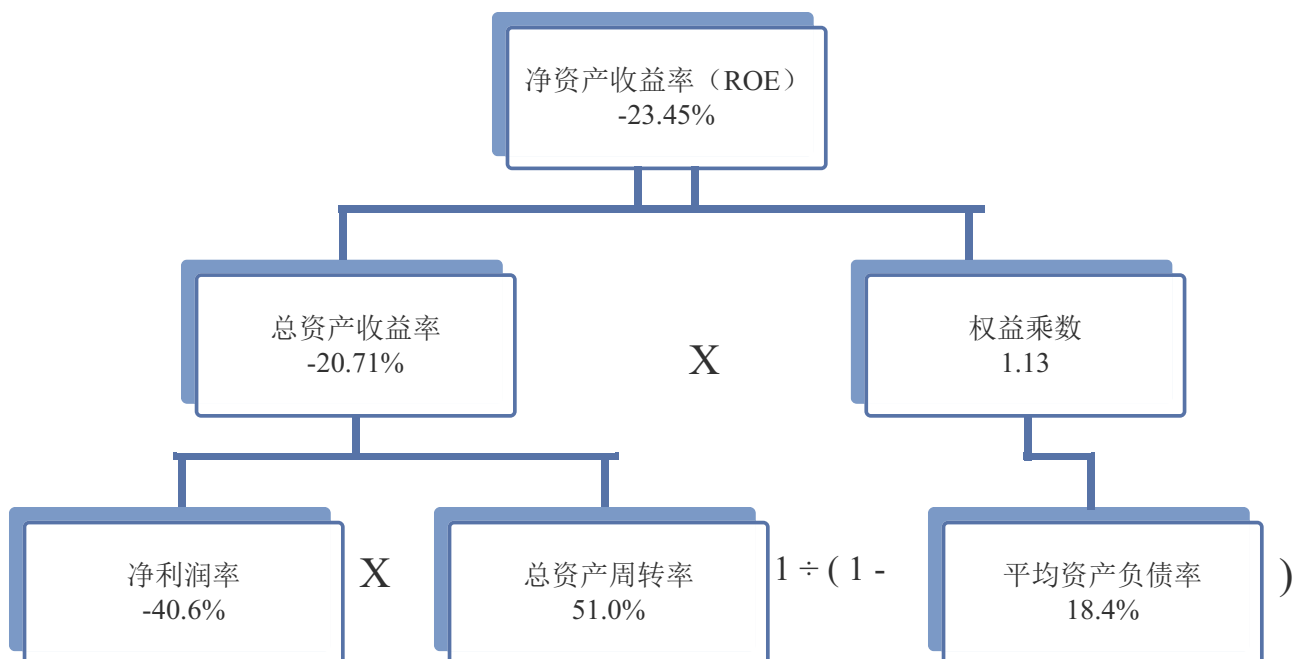 净资产收益率（ROE）
-23.45%
总资产收益率
-20.71%
X
权益乘数
1.13
净利润率
-40.6%
X
总资产周转率
51.0%
1 ÷ ( 1 -
平均资产负债率
18.4%
)